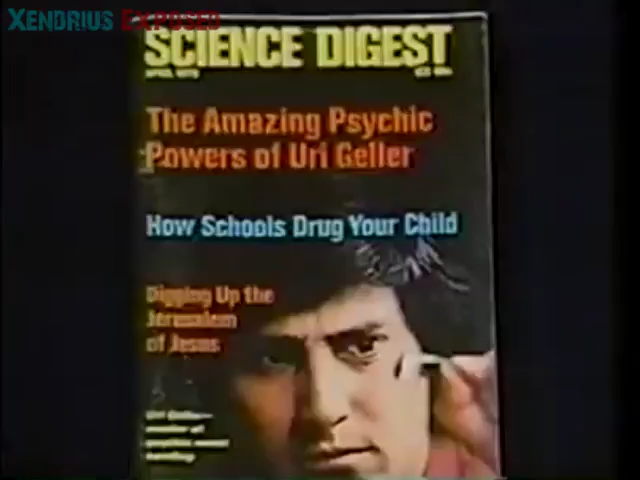 XENDRIUS EXPOSED
SCIENCE DIGEST
The Amazing Psychic
Powers of Uri Geller
How Schools Drug Your Child
Digging Up the
Jerusalem
of Jesus